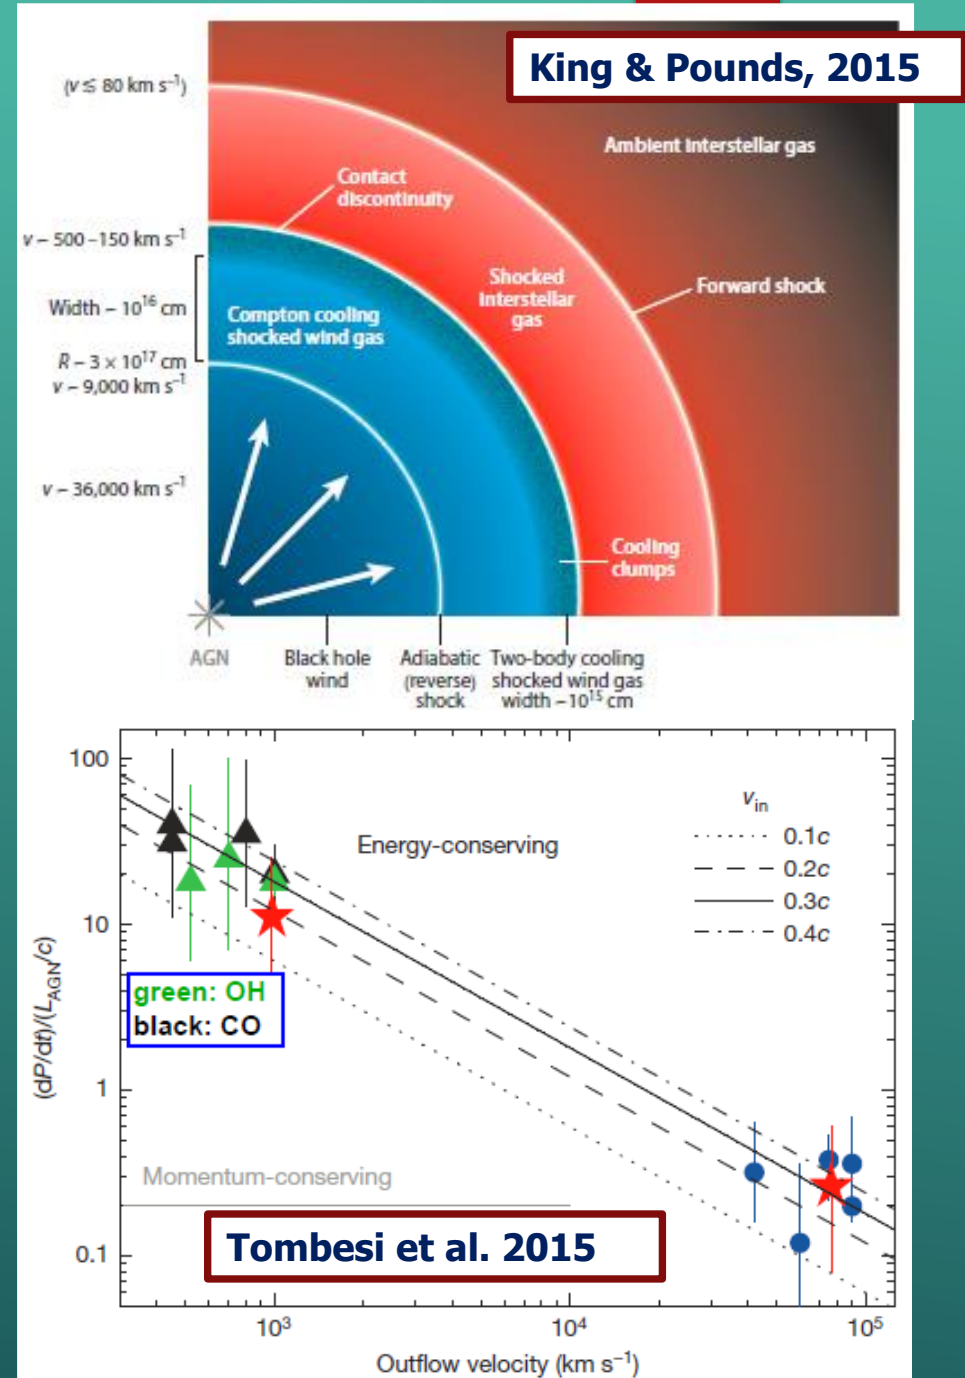 King & Pounds, 2015
(v ≤ 80 km s⁻¹)
Ambient interstellar gas
Contact
discontinuity
v ~ 500–150 km s⁻¹
Shocked
interstellar
gas
Forward shock
Width ~ 10¹⁶ cm
Compton cooling
shocked wind gas
R ~ 3 × 10¹⁷ cm
v ~ 9,000 km s⁻¹
v ~ 36,000 km s⁻¹
Cooling
clumps
AGN
Black hole
wind
Adiabatic
(reverse)
shock
Two-body cooling
shocked wind gas
width ~10¹⁵ cm
100
10
1
0.1
(dP/dt)/(L_AGN/c)
Energy-conserving
v_in
0.1c
0.2c
0.3c
0.4c
green: OH
black: CO
Momentum-conserving
Tombesi et al. 2015
10³
10⁴
10⁵
Outflow velocity (km s⁻¹)